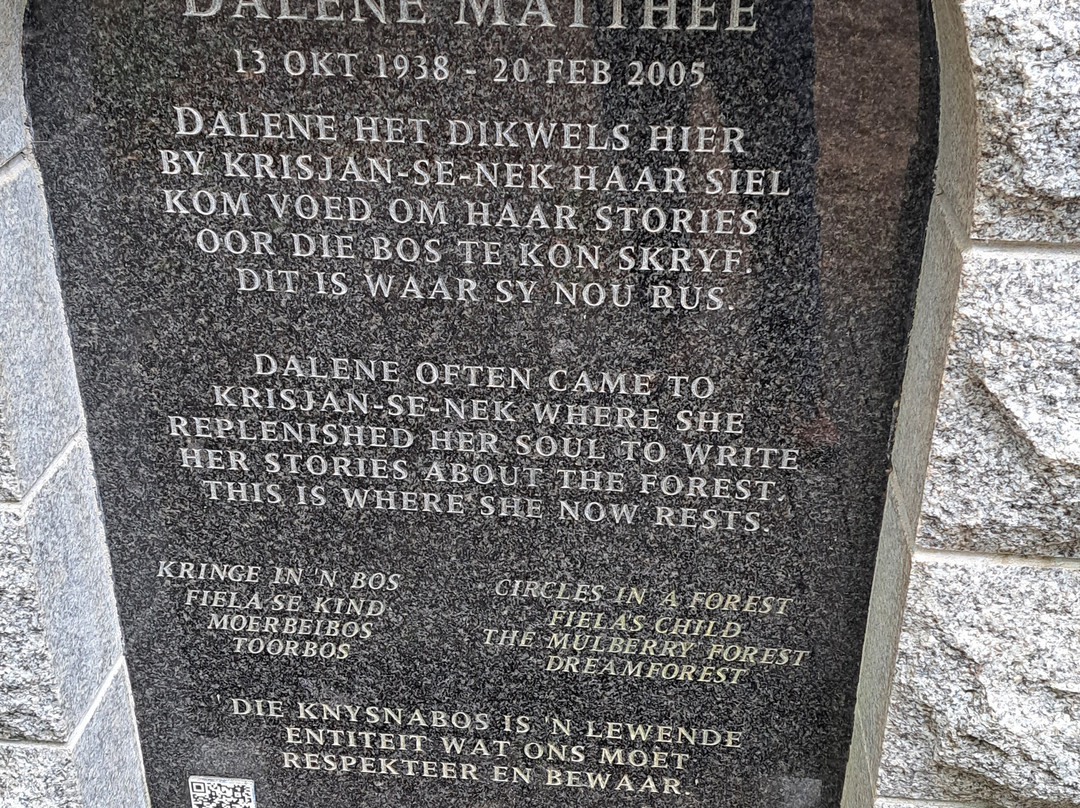 DALENE MATTHEE
13 OKT 1938 - 20 FEB 2005
DALENE HET DIKWELS HIER
BY KRISJAN-SE-NEK HAAR SIEL
KOM VOED OM HAAR STORIES
OOR DIE BOS TE KON SKRYF.
DIT IS WAAR SY NOU RUS.
DALENE OFTEN CAME TO
KRISJAN-SE-NEK WHERE SHE
REPLENISHED HER SOUL TO WRITE
HER STORIES ABOUT THE FOREST.
THIS IS WHERE SHE NOW RESTS.
KRINGE IN 'N BOS
FIELA SE KIND
MOERBEIBOS
TOORBOS
CIRCLES IN A FOREST
FIELAS CHILD
THE MULBERRY FOREST
DREAMFOREST
'DIE KNYSNABOS IS 'N LEWENDE
ENTITEIT WAT ONS MOET
RESPEKTEER EN BEWAAR.'